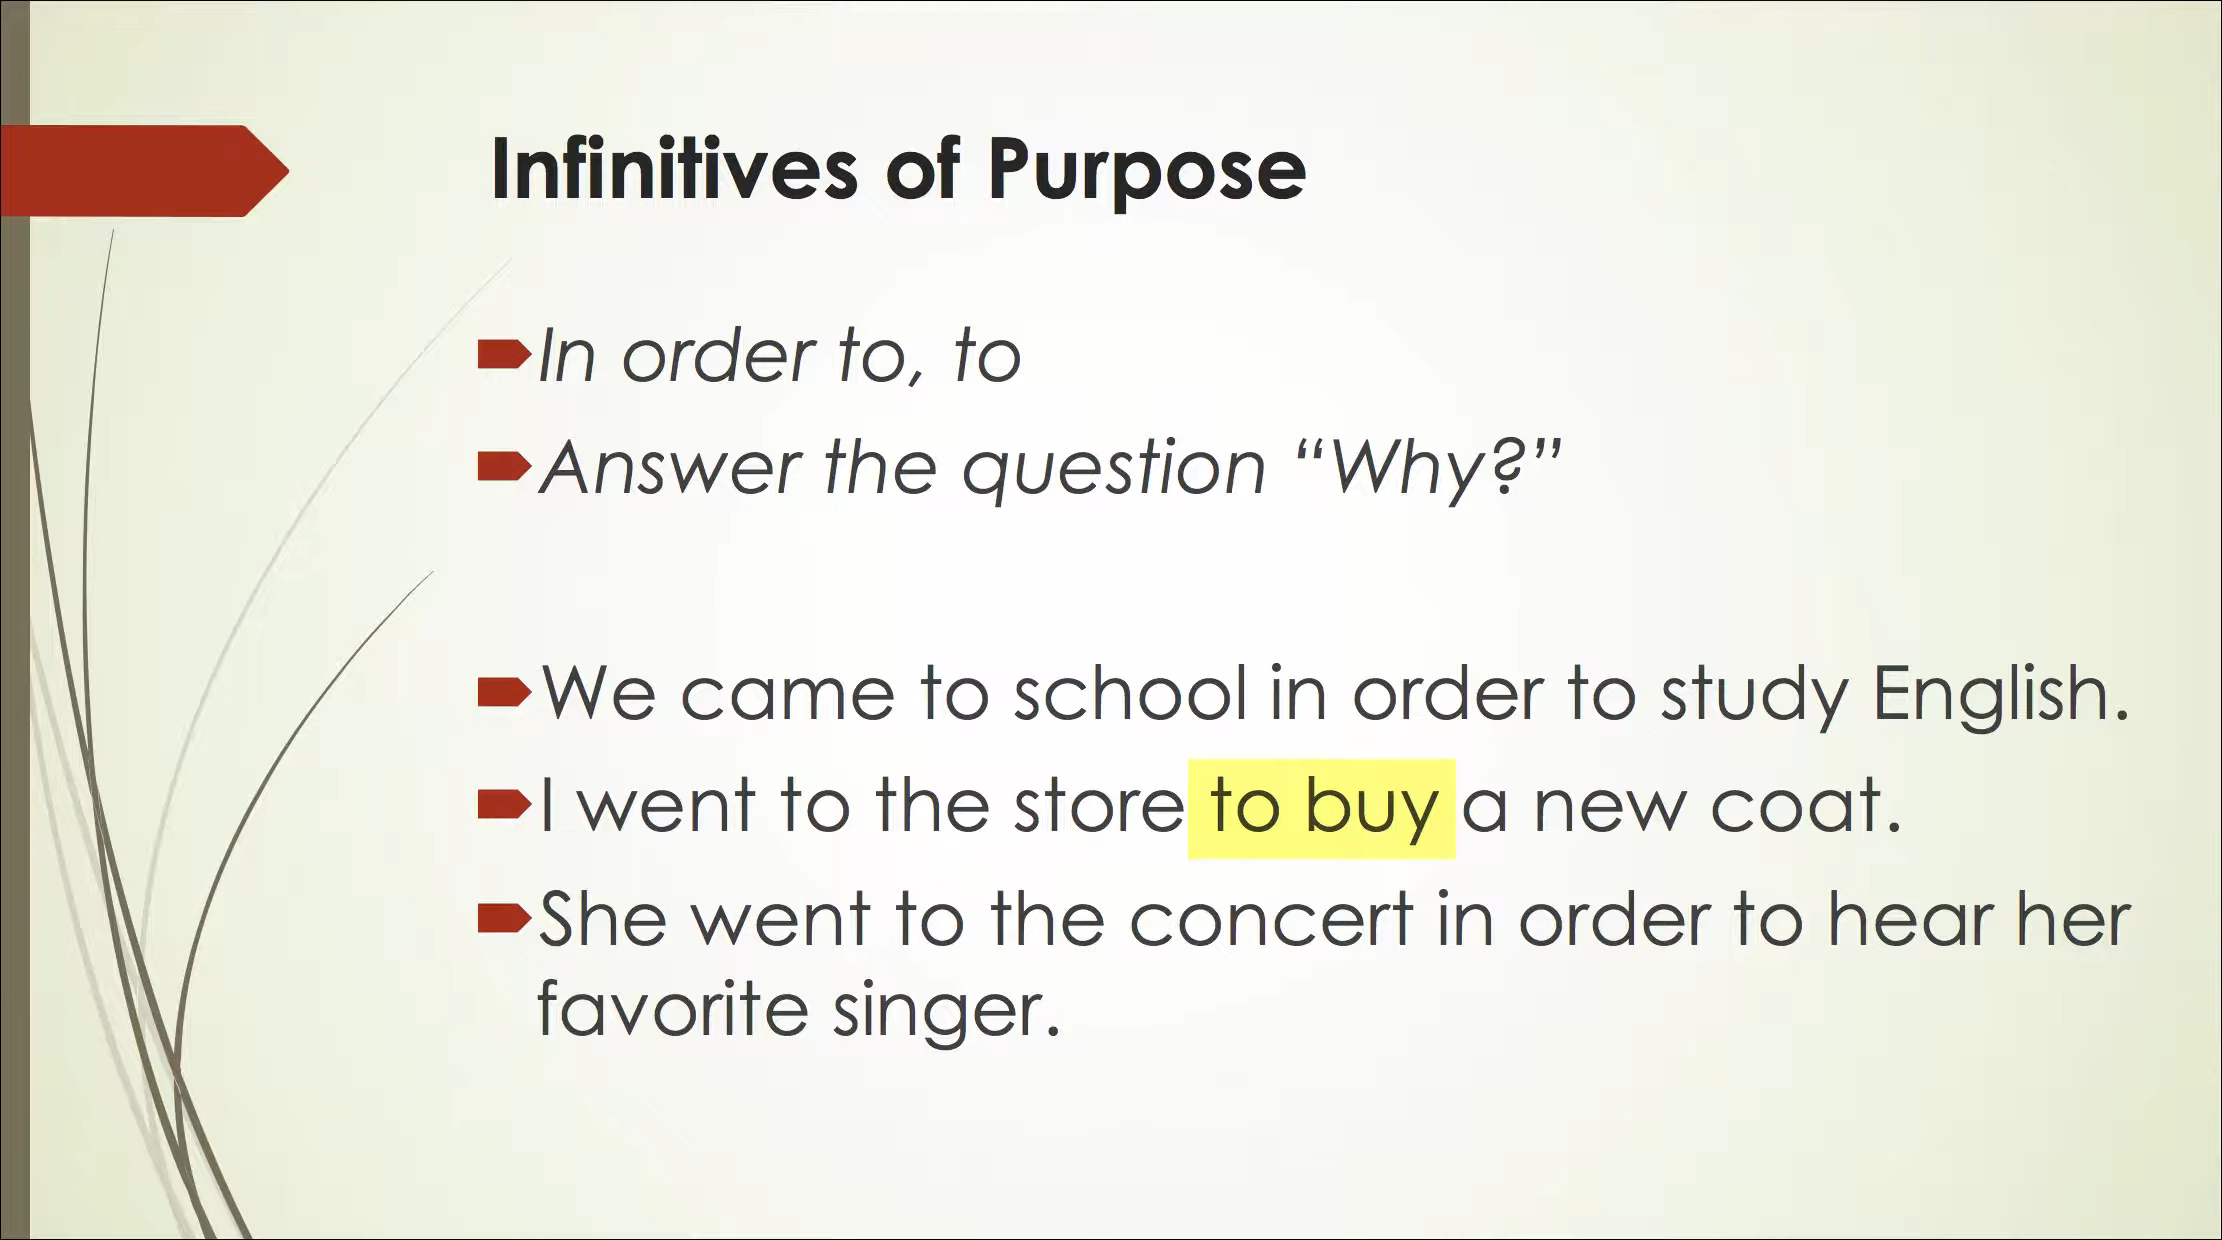 Infinitives of Purpose
In order to, to
Answer the question “Why?”
We came to school in order to study English.
I went to the store to buy a new coat.
She went to the concert in order to hear her
favorite singer.